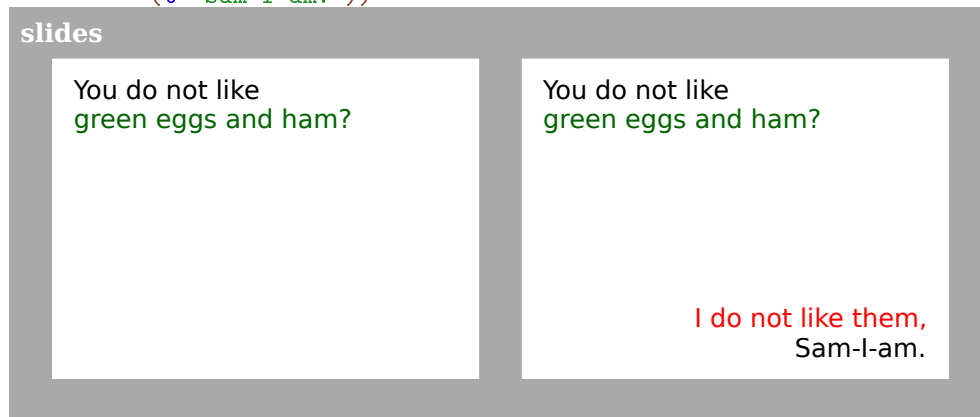 slides
You do not like
green eggs and ham?
You do not like
green eggs and ham?
I do not like them,
Sam-I-am.